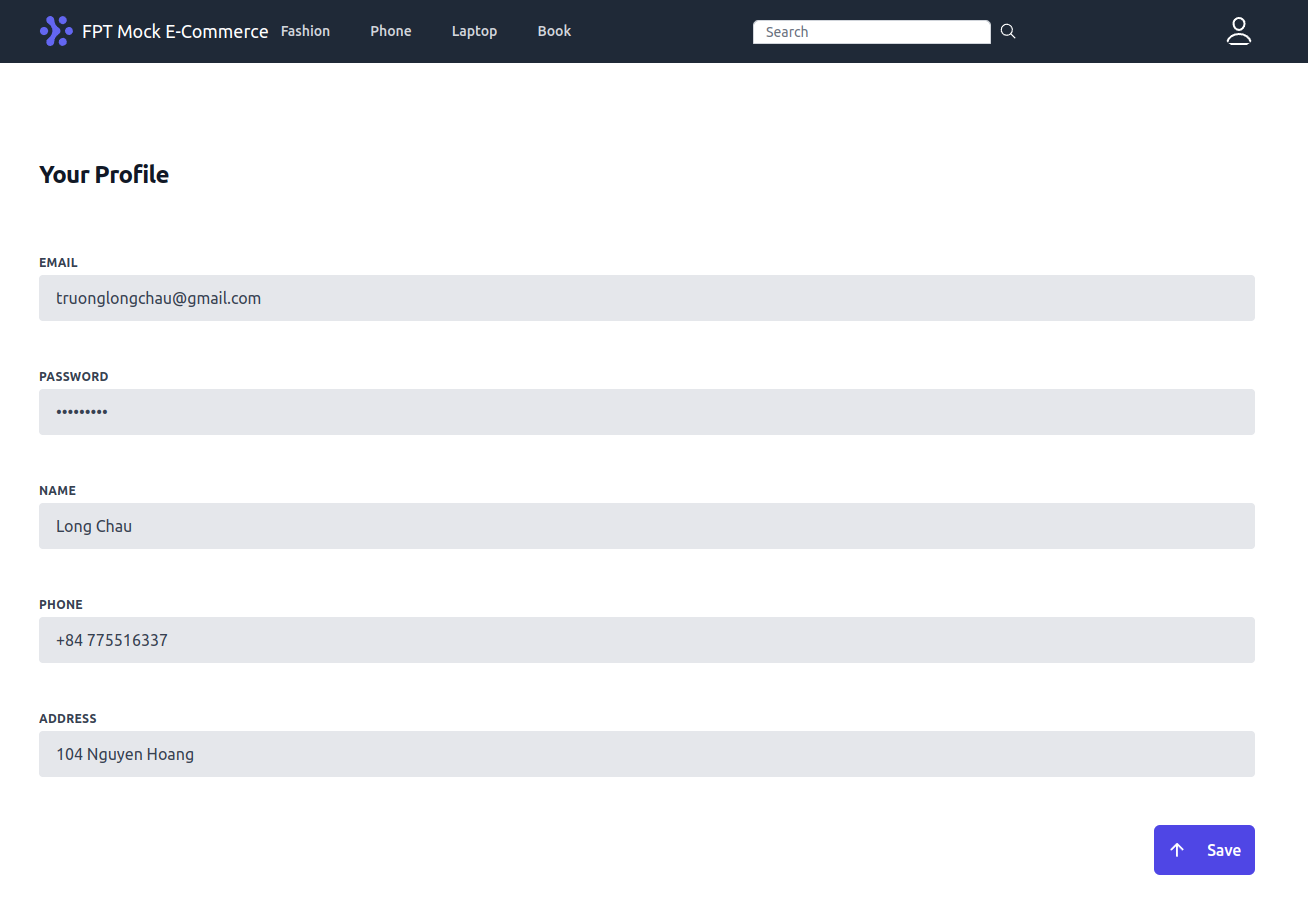 FPT Mock E-Commerce Fashion Phone Laptop Book Search
Your Profile
EMAIL
truonglongchau@gmail.com
PASSWORD
•••••••••
NAME
Long Chau
PHONE
+84 775516337
ADDRESS
104 Nguyen Hoang
Save